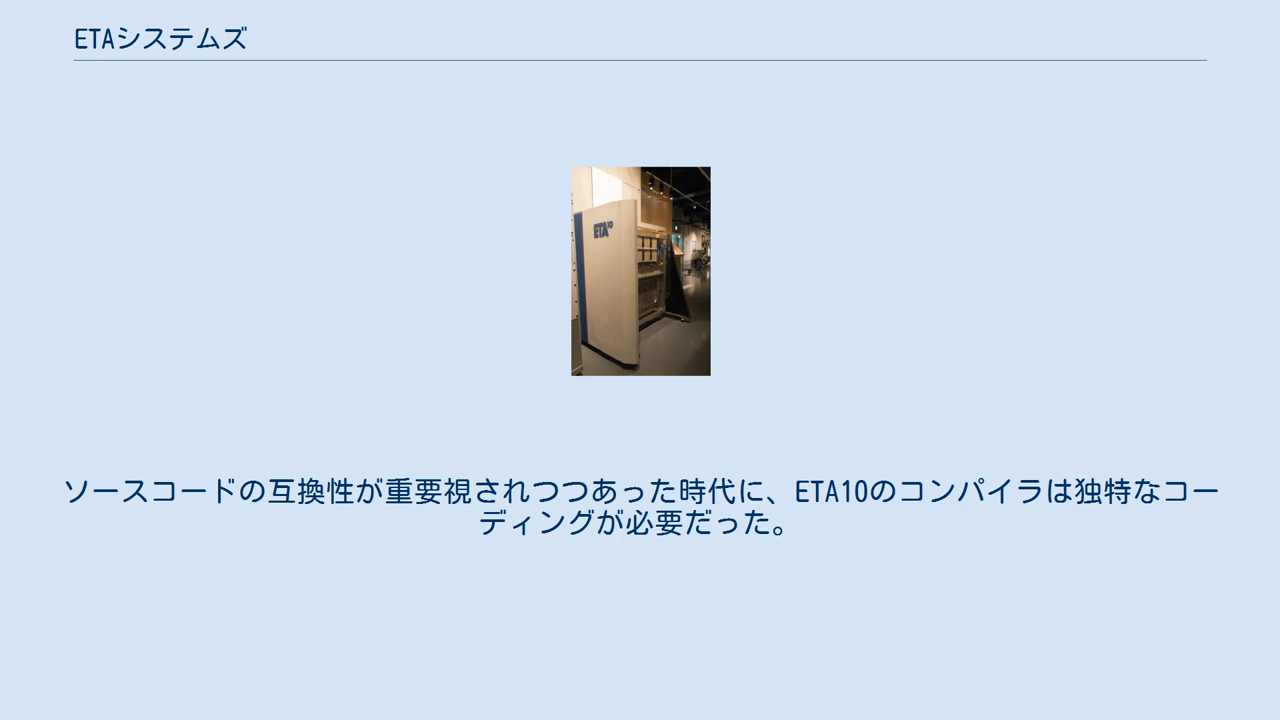 ETAシステムズ
ETA10
ソースコードの互換性が重要視されつつあった時代に、ETA10のコンパイラは独特なコー
ディングが必要だった。